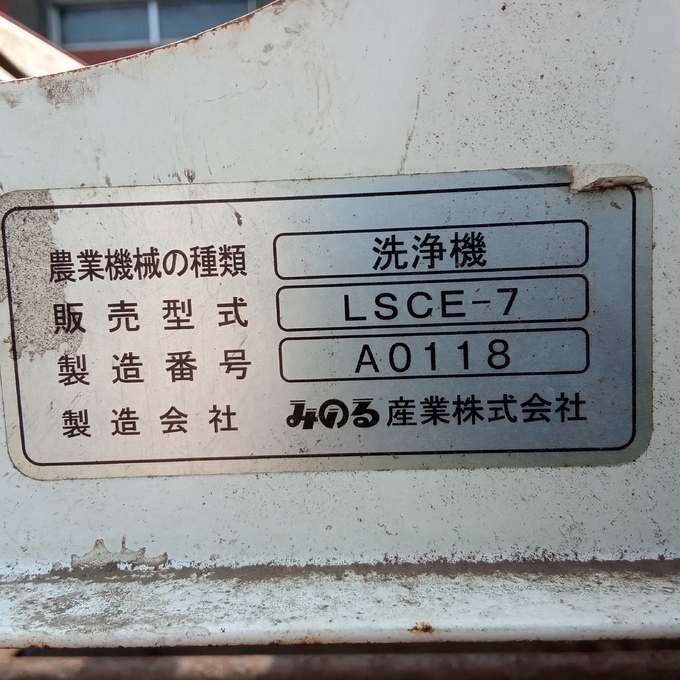 農業機械の種類 洗浄機
販売型式 LSCE-7
製造番号 A0118
製造会社 みのる産業株式会社